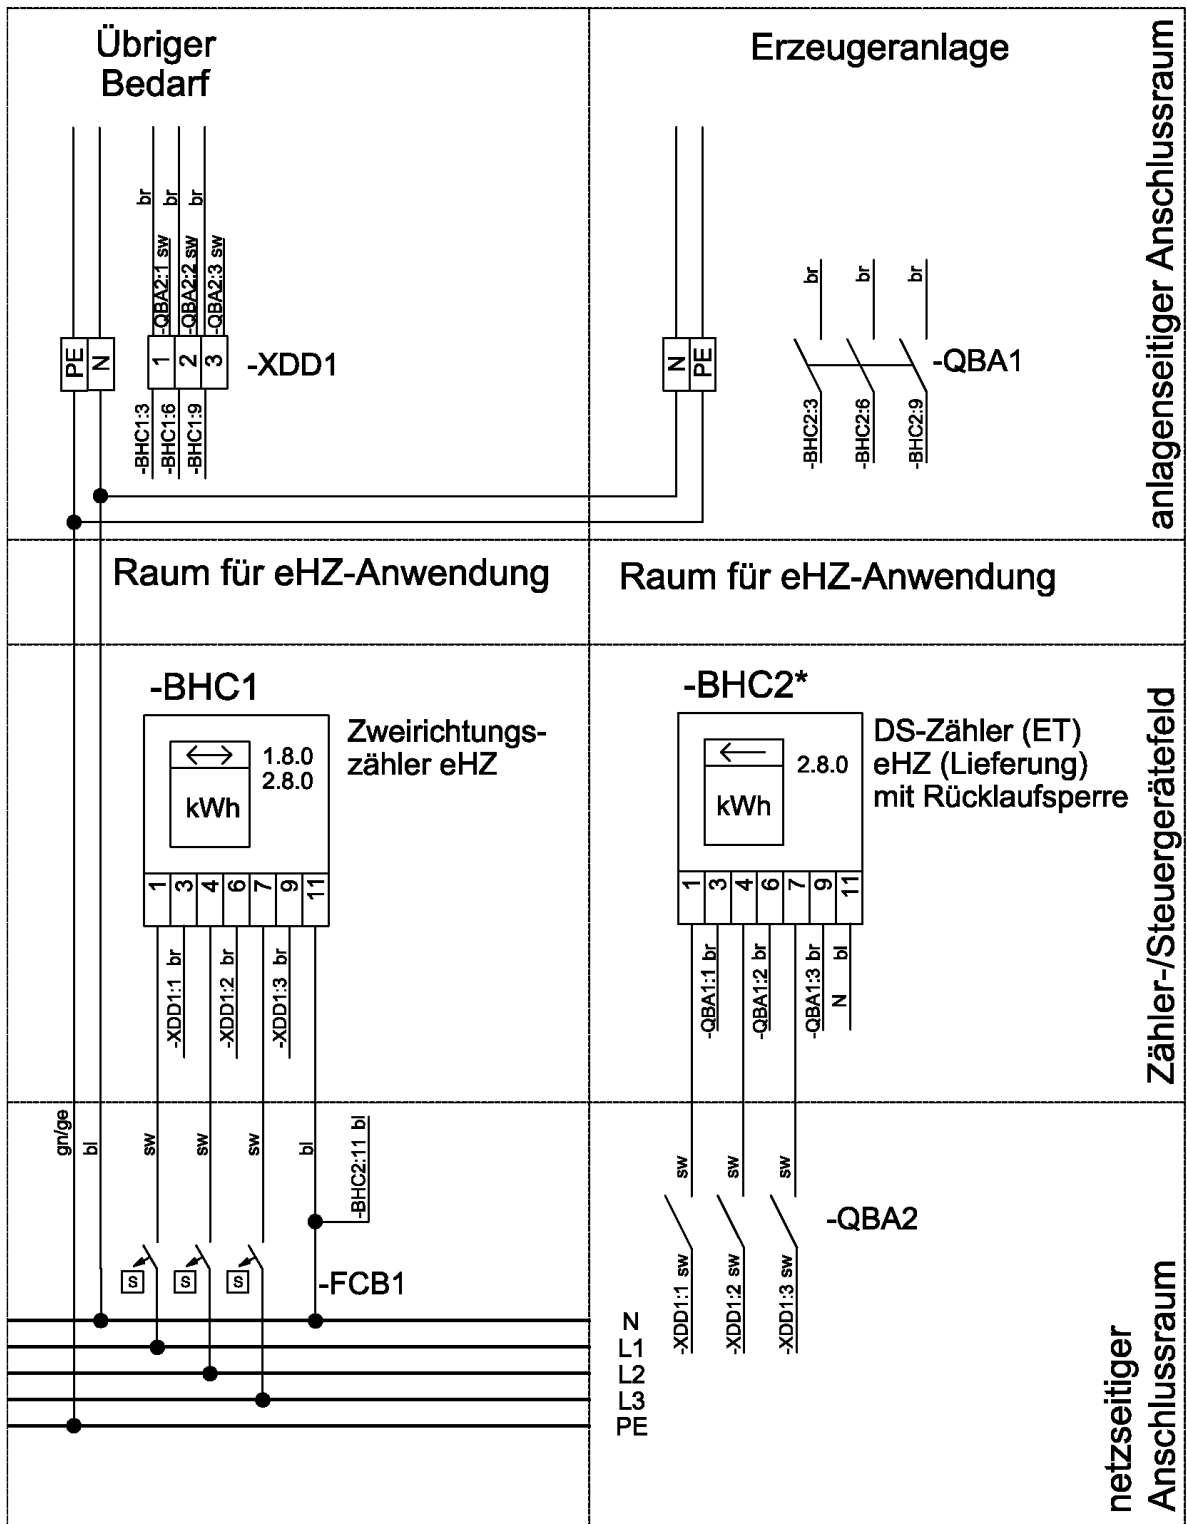 Übriger
Bedarf
Erzeugeranlage
anlagenseitiger Anschlussraum
br
br
br
-QBA2:1 sw
-QBA2:2 sw
-QBA2:3 sw
PE
N
1
2
3
-XDD1
-BHC1:3
-BHC1:6
-BHC1:9
N
PE
br
br
br
-QBA1
-BHC2:3
-BHC2:6
-BHC2:9
Raum für eHZ-Anwendung
Raum für eHZ-Anwendung
Zähler-/Steuergerätefeld
-BHC1
Zweirichtungs-
zähler eHZ
1.8.0
2.8.0
kWh
1
3
4
6
7
9
11
-XDD1:1 br
-XDD1:2 br
-XDD1:3 br
-BHC2*
DS-Zähler (ET)
eHZ (Lieferung)
mit Rücklaufsperre
2.8.0
kWh
1
3
4
6
7
9
11
-QBA1:1 br
-QBA1:2 br
-QBA1:3 br
N bl
gn/ge
bl
sw
sw
sw
bl
-BHC2:11 bl
S
S
S
-FCB1
sw
sw
sw
-QBA2
-XDD1:1 sw
-XDD1:2 sw
-XDD1:3 sw
N
L1
L2
L3
PE
netzseitiger
Anschlussraum